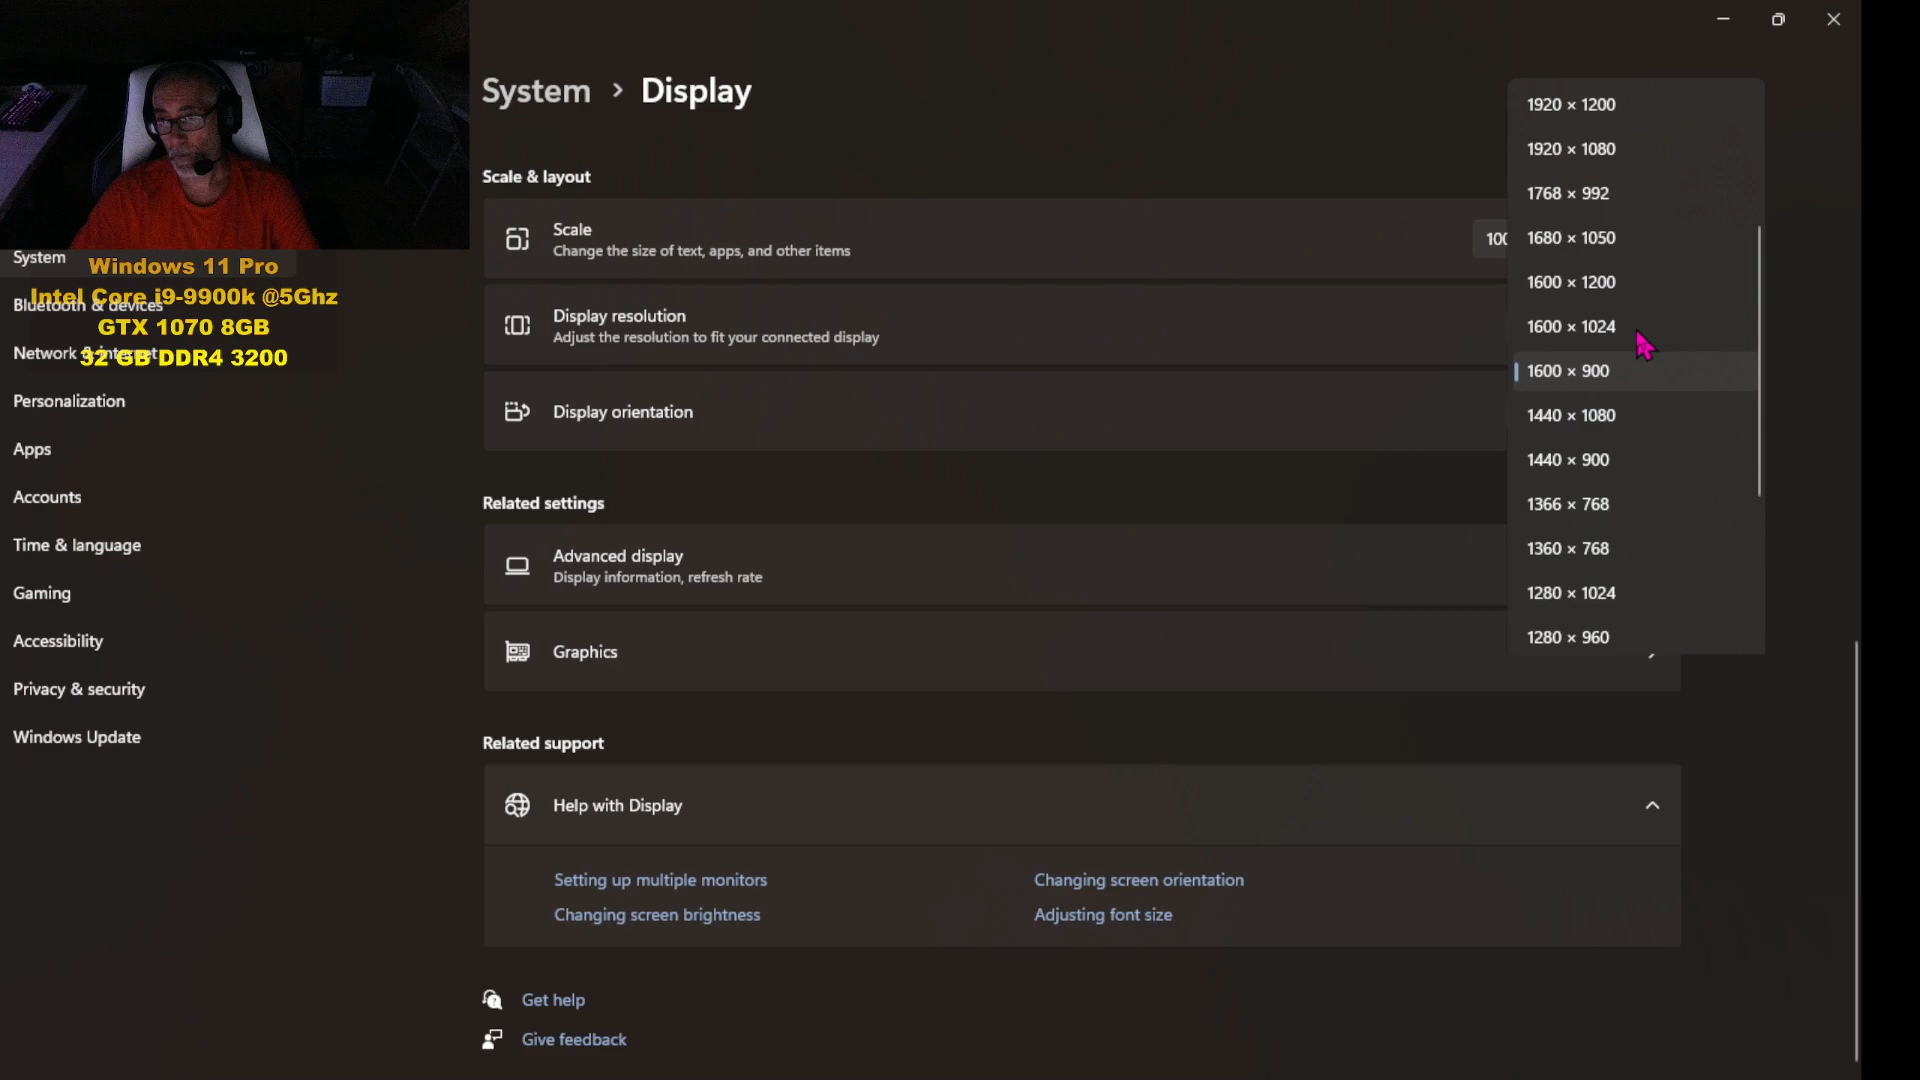 System > Display
Scale & layout
Scale
Change the size of text, apps, and other items
100
Display resolution
Adjust the resolution to fit your connected display
Display orientation
Related settings
Advanced display
Display information, refresh rate
Graphics
Related support
Help with Display
Setting up multiple monitors
Changing screen orientation
Changing screen brightness
Adjusting font size
Get help
Give feedback
1920 × 1200
1920 × 1080
1768 × 992
1680 × 1050
1600 × 1200
1600 × 1024
1600 × 900
1440 × 1080
1440 × 900
1366 × 768
1360 × 768
1280 × 1024
1280 × 960
System
Bluetooth & devices
Network & internet
Personalization
Apps
Accounts
Time & language
Gaming
Accessibility
Privacy & security
Windows Update
Windows 11 Pro
Intel Core i9-9900k @5Ghz
GTX 1070 8GB
32 GB DDR4 3200